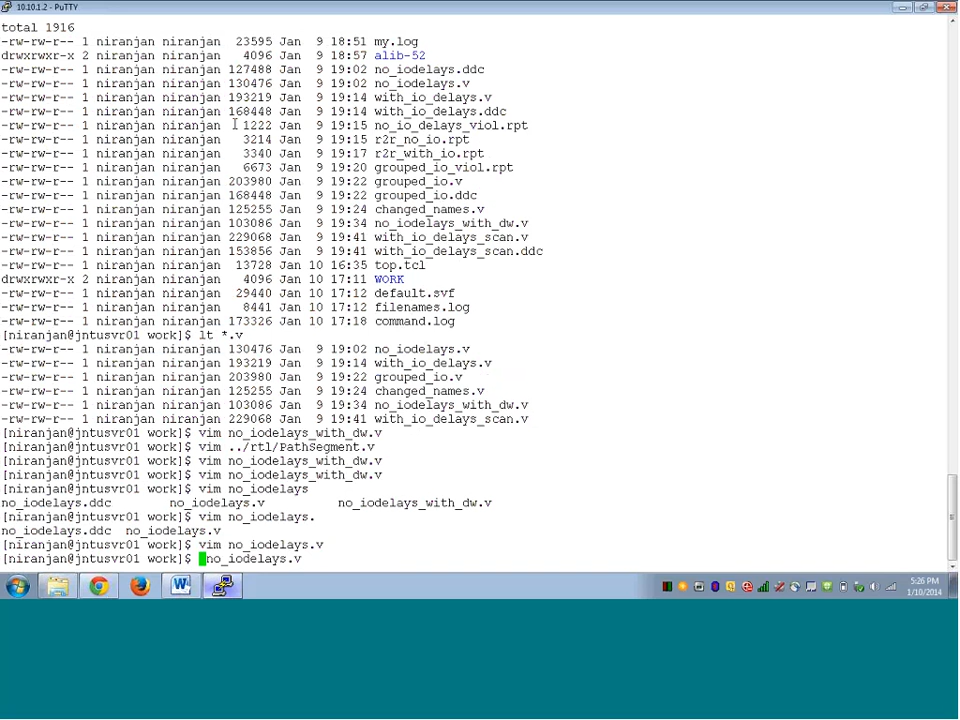 10.10.1.2 - PuTTY
total 1916
-rw-rw-r-- 1 niranjan niranjan  23595 Jan  9 18:51 my.log
drwxrwxr-x 2 niranjan niranjan   4096 Jan  9 18:57 alib-52
-rw-rw-r-- 1 niranjan niranjan 127488 Jan  9 19:02 no_iodelays.ddc
-rw-rw-r-- 1 niranjan niranjan 130476 Jan  9 19:02 no_iodelays.v
-rw-rw-r-- 1 niranjan niranjan 193219 Jan  9 19:14 with_io_delays.v
-rw-rw-r-- 1 niranjan niranjan 168448 Jan  9 19:14 with_io_delays.ddc
-rw-rw-r-- 1 niranjan niranjan   1222 Jan  9 19:15 no_io_delays_viol.rpt
-rw-rw-r-- 1 niranjan niranjan   3214 Jan  9 19:15 r2r_no_io.rpt
-rw-rw-r-- 1 niranjan niranjan   3340 Jan  9 19:17 r2r_with_io.rpt
-rw-rw-r-- 1 niranjan niranjan   6673 Jan  9 19:20 grouped_io_viol.rpt
-rw-rw-r-- 1 niranjan niranjan 203980 Jan  9 19:22 grouped_io.v
-rw-rw-r-- 1 niranjan niranjan 168448 Jan  9 19:22 grouped_io.ddc
-rw-rw-r-- 1 niranjan niranjan 125255 Jan  9 19:24 changed_names.v
-rw-rw-r-- 1 niranjan niranjan 103086 Jan  9 19:34 no_iodelays_with_dw.v
-rw-rw-r-- 1 niranjan niranjan 229068 Jan  9 19:41 with_io_delays_scan.v
-rw-rw-r-- 1 niranjan niranjan 153856 Jan  9 19:41 with_io_delays_scan.ddc
-rw-rw-r-- 1 niranjan niranjan  13728 Jan 10 16:35 top.tcl
drwxrwxr-x 2 niranjan niranjan   4096 Jan 10 17:11 WORK
-rw-rw-r-- 1 niranjan niranjan  29440 Jan 10 17:12 default.svf
-rw-rw-r-- 1 niranjan niranjan   8441 Jan 10 17:12 filenames.log
-rw-rw-r-- 1 niranjan niranjan 173326 Jan 10 17:18 command.log
[niranjan@jntusvr01 work]$ lt *.v
-rw-rw-r-- 1 niranjan niranjan 130476 Jan  9 19:02 no_iodelays.v
-rw-rw-r-- 1 niranjan niranjan 193219 Jan  9 19:14 with_io_delays.v
-rw-rw-r-- 1 niranjan niranjan 203980 Jan  9 19:22 grouped_io.v
-rw-rw-r-- 1 niranjan niranjan 125255 Jan  9 19:24 changed_names.v
-rw-rw-r-- 1 niranjan niranjan 103086 Jan  9 19:34 no_iodelays_with_dw.v
-rw-rw-r-- 1 niranjan niranjan 229068 Jan  9 19:41 with_io_delays_scan.v
[niranjan@jntusvr01 work]$ vim no_iodelays_with_dw.v
[niranjan@jntusvr01 work]$ vim ../rtl/PathSegment.v
[niranjan@jntusvr01 work]$ vim no_iodelays_with_dw.v
[niranjan@jntusvr01 work]$ vim no_iodelays_with_dw.v
[niranjan@jntusvr01 work]$ vim no_iodelays
no_iodelays.ddc        no_iodelays.v          no_iodelays_with_dw.v
[niranjan@jntusvr01 work]$ vim no_iodelays.
no_iodelays.ddc  no_iodelays.v
[niranjan@jntusvr01 work]$ vim no_iodelays.v
[niranjan@jntusvr01 work]$ no_iodelays.v
5:26 PM
1/10/2014